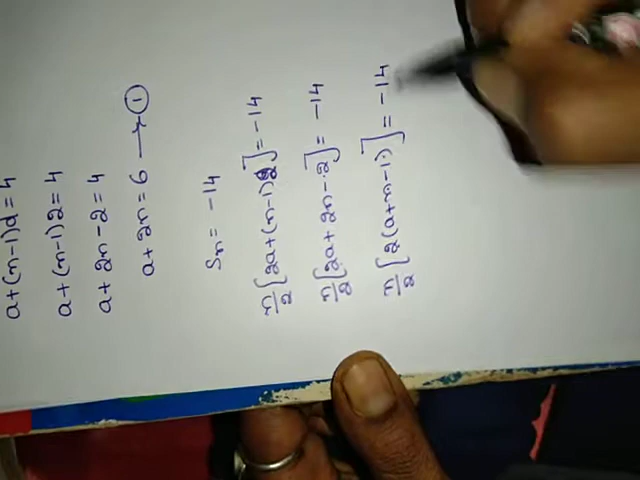 a+(n-1)d = 4
a+(n-1)2 = 4
a+2n-2 = 4
a+2n = 6 → ①
Sn = -14
n/2 [2a+(n-1)2] = -14
n/2 [2a+2n-2] = -14
n/2 [2(a+n-1)] = -14